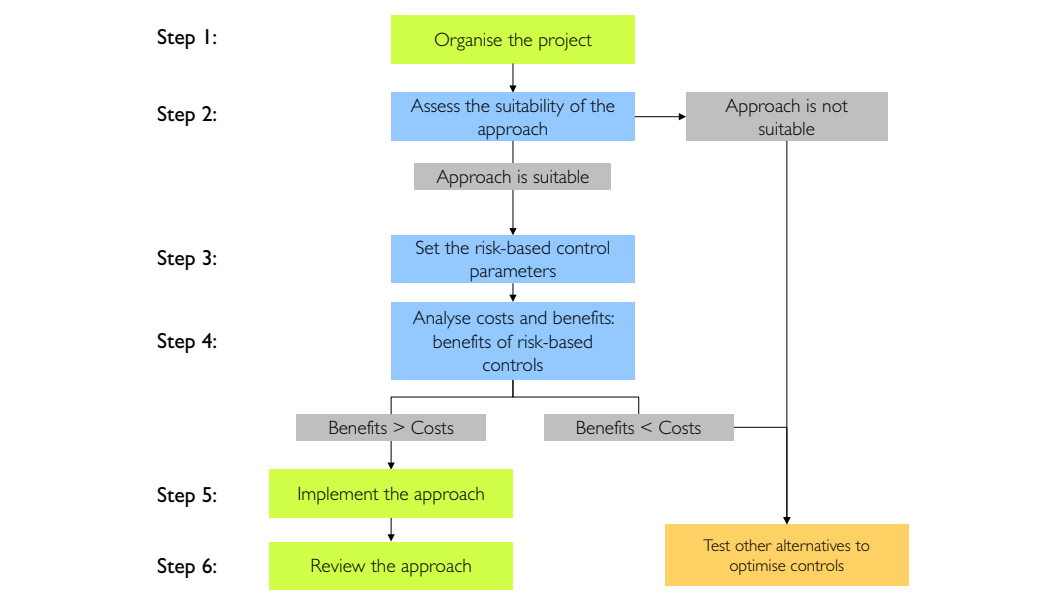 Step 1:
Organise the project
Step 2:
Assess the suitability of the
approach
Approach is not
suitable
Approach is suitable
Step 3:
Set the risk-based control
parameters
Step 4:
Analyse costs and benefits:
benefits of risk-based
controls
Benefits > Costs
Benefits < Costs
Step 5:
Implement the approach
Step 6:
Review the approach
Test other alternatives to
optimise controls